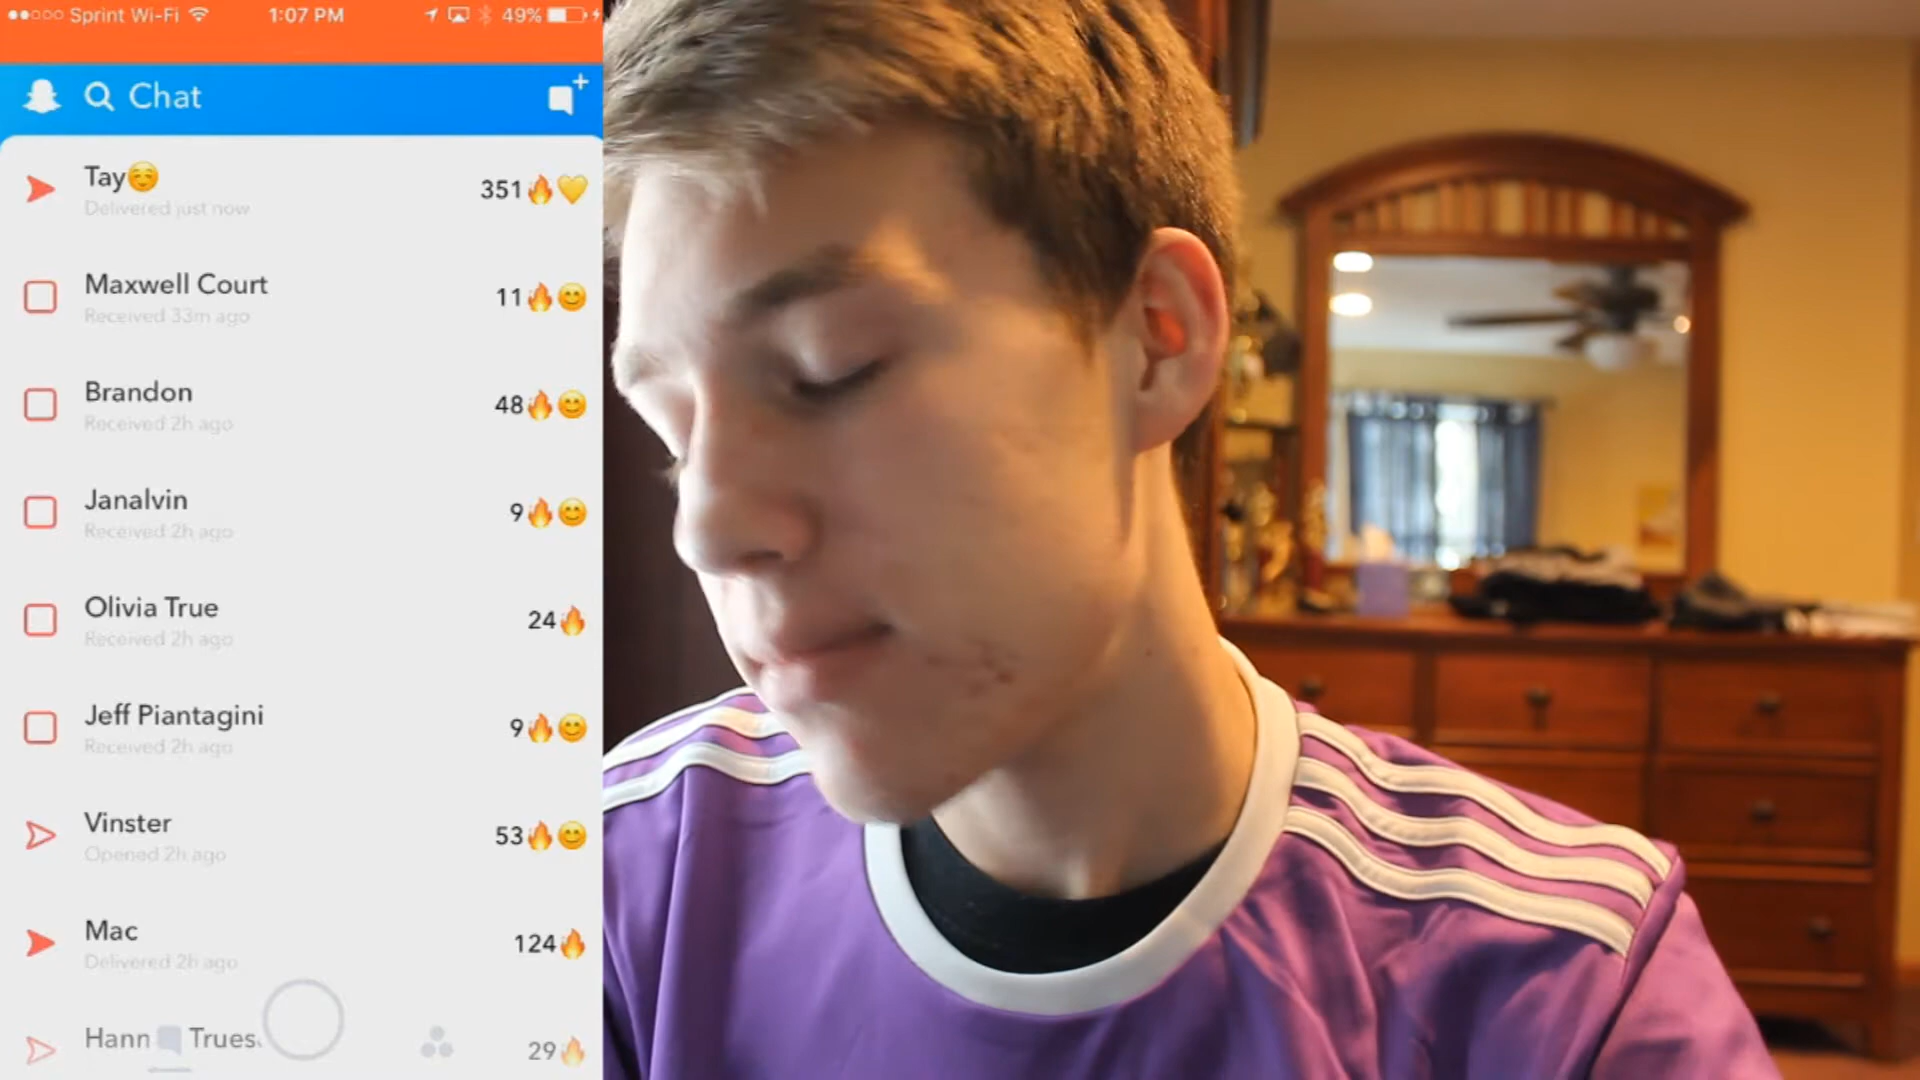 Sprint Wi-Fi 1:07 PM 49%
Chat
Tay☺️ 351🔥💛
Delivered just now
Maxwell Court 11🔥😊
Received 33m ago
Brandon 48🔥😊
Received 2h ago
Janalvin 9🔥😊
Received 2h ago
Olivia True 24🔥
Received 2h ago
Jeff Piantagini 9🔥😊
Received 2h ago
Vinster 53🔥😊
Opened 2h ago
Mac 124🔥
Delivered 2h ago
29🔥